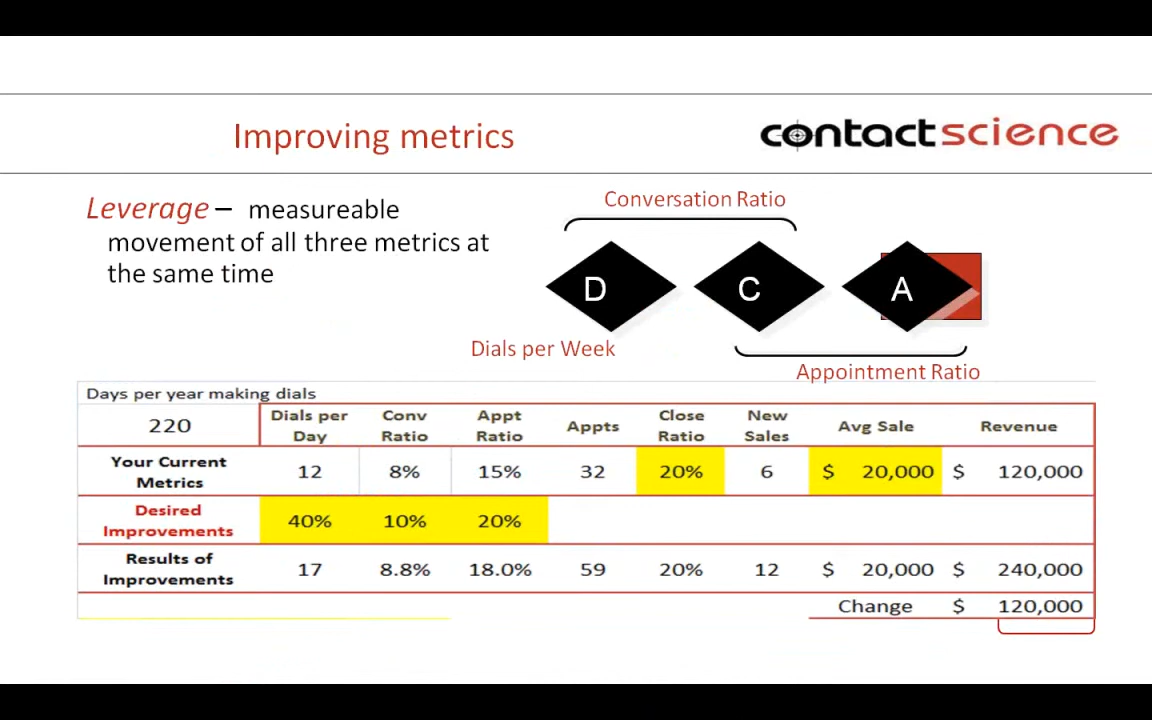 Improving metrics
contactscience
Leverage – measureable
movement of all three metrics at
the same time
Conversation Ratio
D C A
Dials per Week
Appointment Ratio
Days per year making dials
220 Dials per Day Conv Ratio Appt Ratio Appts Close Ratio New Sales Avg Sale Revenue
Your Current Metrics 12 8% 15% 32 20% 6 $ 20,000 $ 120,000
Desired Improvements 40% 10% 20%
Results of Improvements 17 8.8% 18.0% 59 20% 12 $ 20,000 $ 240,000
Change $ 120,000